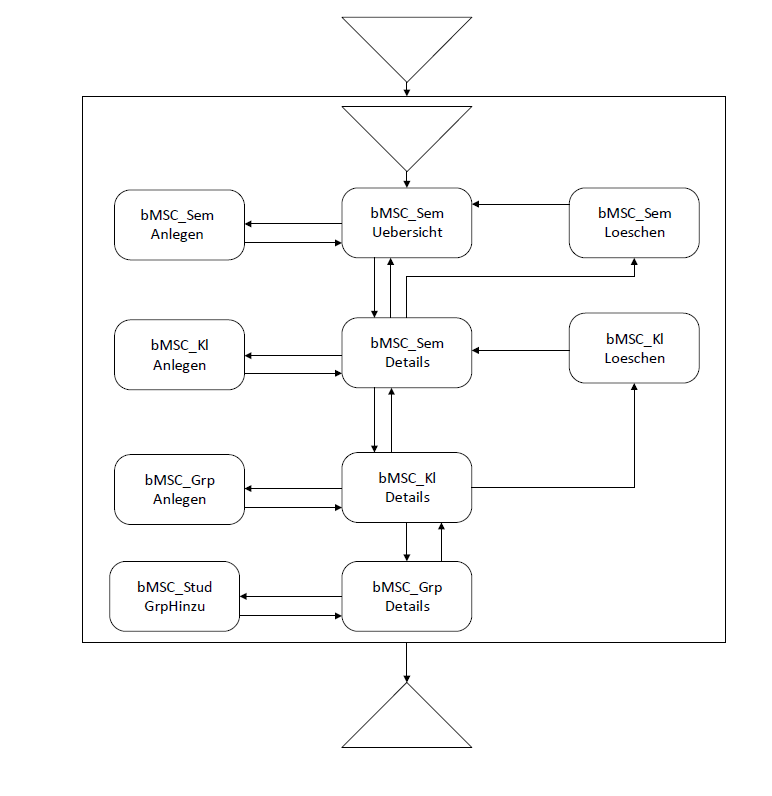 bMSC_Sem
Anlegen
bMSC_Sem
Uebersicht
bMSC_Sem
Loeschen
bMSC_Kl
Anlegen
bMSC_Sem
Details
bMSC_Kl
Loeschen
bMSC_Grp
Anlegen
bMSC_Kl
Details
bMSC_Stud
GrpHinzu
bMSC_Grp
Details